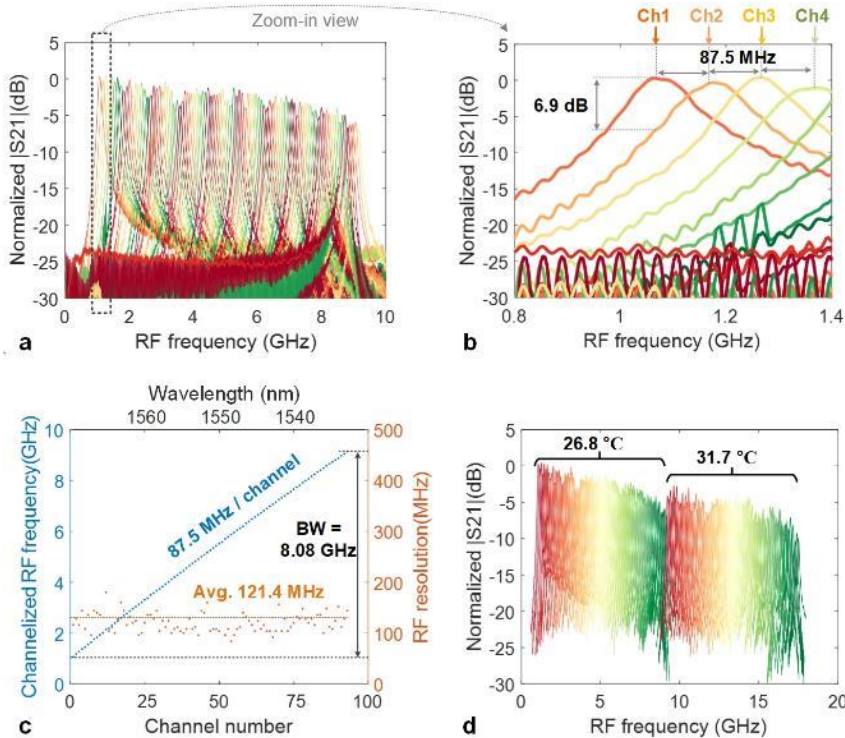 Zoom-in view
Ch1 Ch2 Ch3 Ch4
Normalized |S21|(dB)
5
0
-5
-10
-15
-20
-25
-30
0 2 4 6 8 10
RF frequency (GHz)
a
Normalized |S21|(dB)
5
0
-5
-10
-15
-20
-25
-30
87.5 MHz
6.9 dB
0.8 1 1.2 1.4
RF frequency (GHz)
b
Wavelength (nm)
1560 1550 1540
Channelized RF frequency(GHz)
10
8
6
4
2
0
87.5 MHz / channel
BW =
8.08 GHz
Avg. 121.4 MHz
500
400
300
200
100
0
RF resolution(MHz)
0 25 50 75 100
Channel number
c
Normalized |S21|(dB)
5
0
-5
-10
-15
-20
-25
-30
26.8 °C
31.7 °C
0 5 10 15 20
RF frequency (GHz)
d